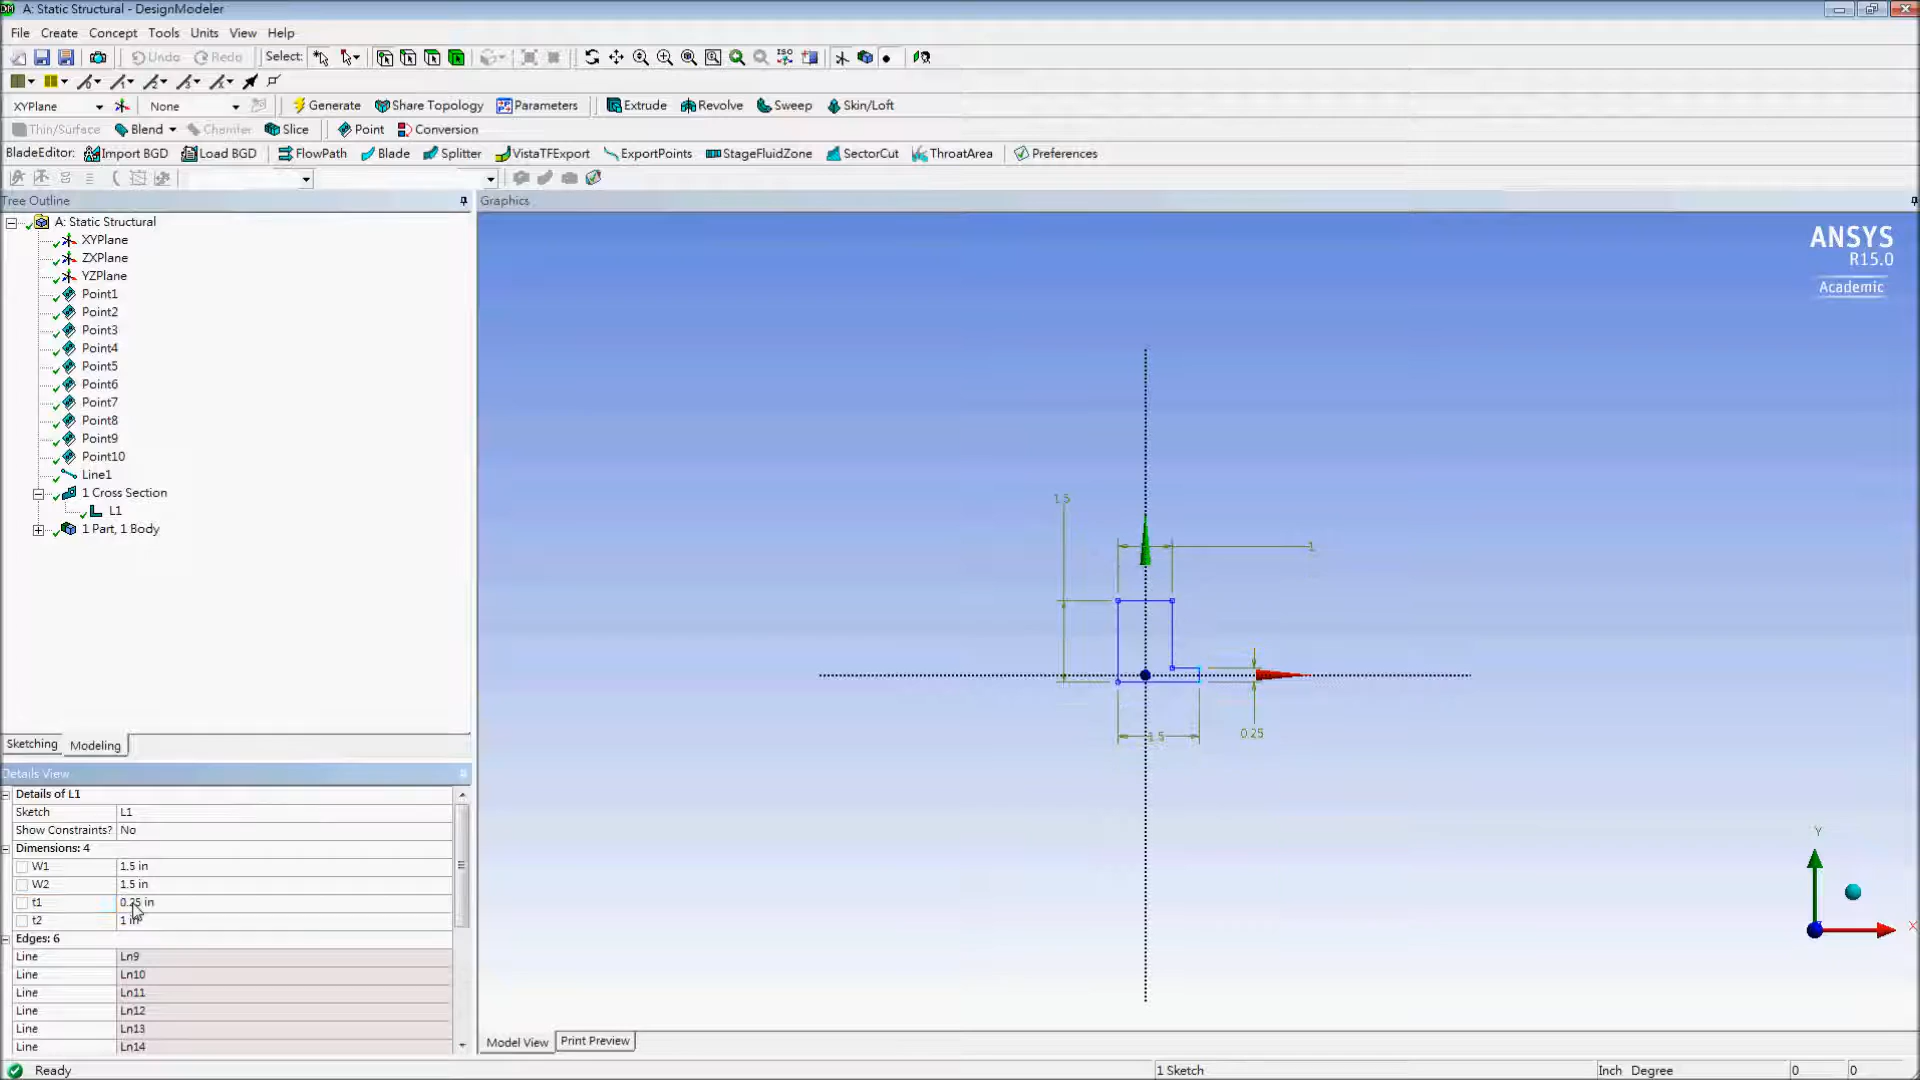 A: Static Structural - DesignModeler
File Create Concept Tools Units View Help
Undo Redo Select: ISO
XYPlane None Generate Share Topology Parameters Extrude Revolve Sweep Skin/Loft
Thin/Surface Blend Chamfer Slice Point Conversion
BladeEditor: Import BGD Load BGD FlowPath Blade Splitter VistaTFExport ExportPoints StageFluidZone SectorCut ThroatArea Preferences
Tree Outline
A: Static Structural
XYPlane
ZXPlane
YZPlane
Point1
Point2
Point3
Point4
Point5
Point6
Point7
Point8
Point9
Point10
Line1
1 Cross Section
L1
1 Part, 1 Body
Sketching Modeling
Details View
Details of L1
Sketch L1
Show Constraints? No
Dimensions: 4
W1 1.5 in
W2 1.5 in
t1 0.25 in
t2 1 in
Edges: 6
Line Ln9
Line Ln10
Line Ln11
Line Ln12
Line Ln13
Line Ln14
Graphics
ANSYS
R15.0
Academic
1.5
1
1.5
0.25
Y
X
Model View Print Preview
Ready 1 Sketch Inch Degree 0 0